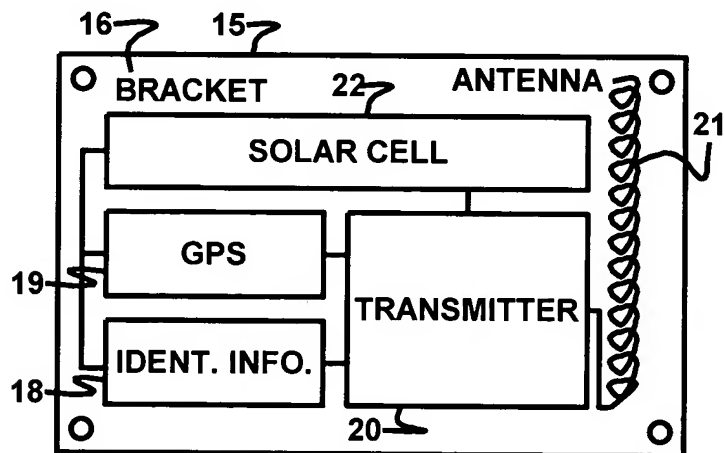 16 15
BRACKET 22 ANTENNA
21
SOLAR CELL
GPS
19
TRANSMITTER
IDENT. INFO.
18
20